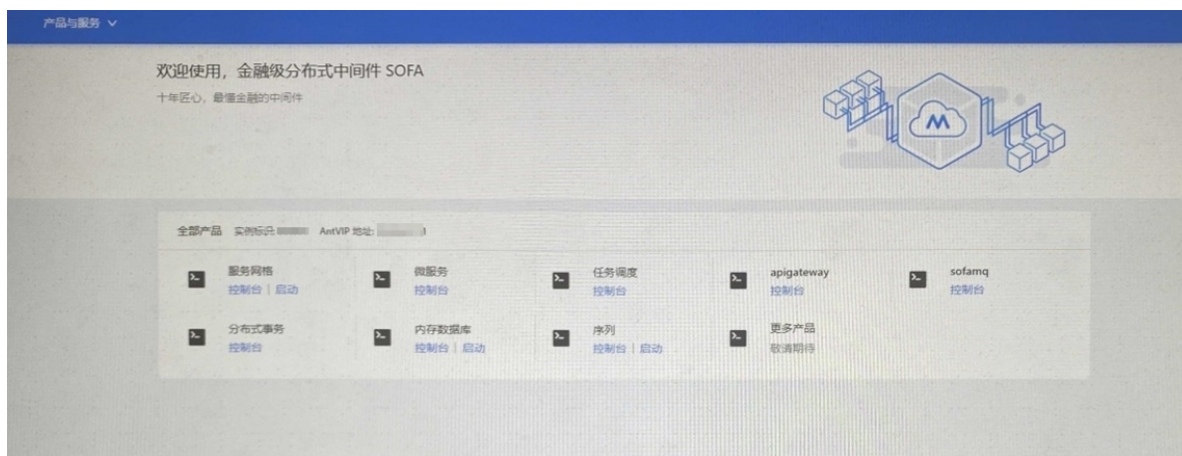 产品与服务
欢迎使用，金融级分布式中间件 SOFA
十年匠心，最懂金融的中间件
全部产品 实例标识: AntVIP 地址:
服务网格 微服务 任务调度 apigateway sofamq
控制台 | 启动 控制台 控制台 控制台 控制台
分布式事务 内存数据库 序列 更多产品
控制台 控制台 | 启动 控制台 | 启动 敬请期待